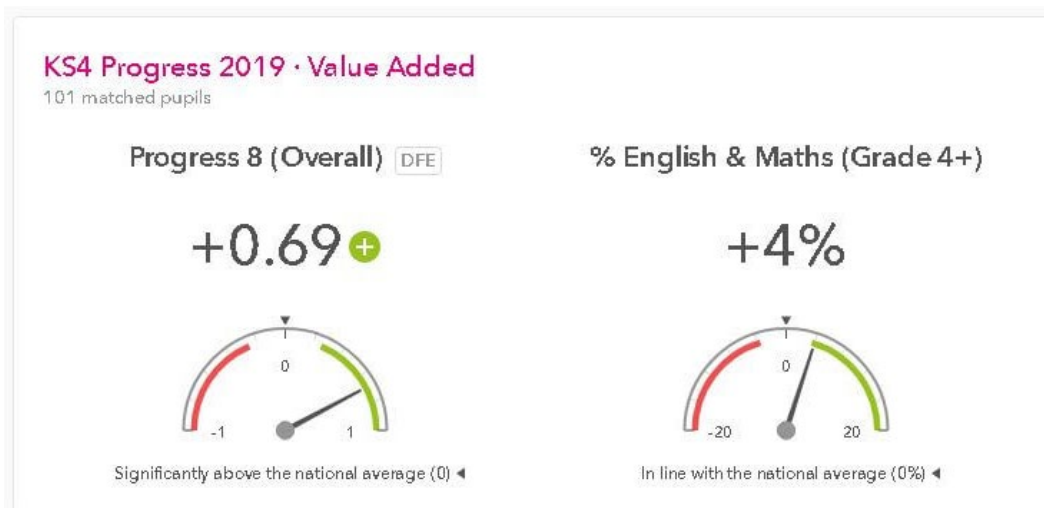 KS4 Progress 2019 · Value Added
101 matched pupils
Progress 8 (Overall) DFE
+0.69 +
0
-1 1
Significantly above the national average (0) ◀
% English & Maths (Grade 4+)
+4%
0
-20 20
In line with the national average (0%) ◀